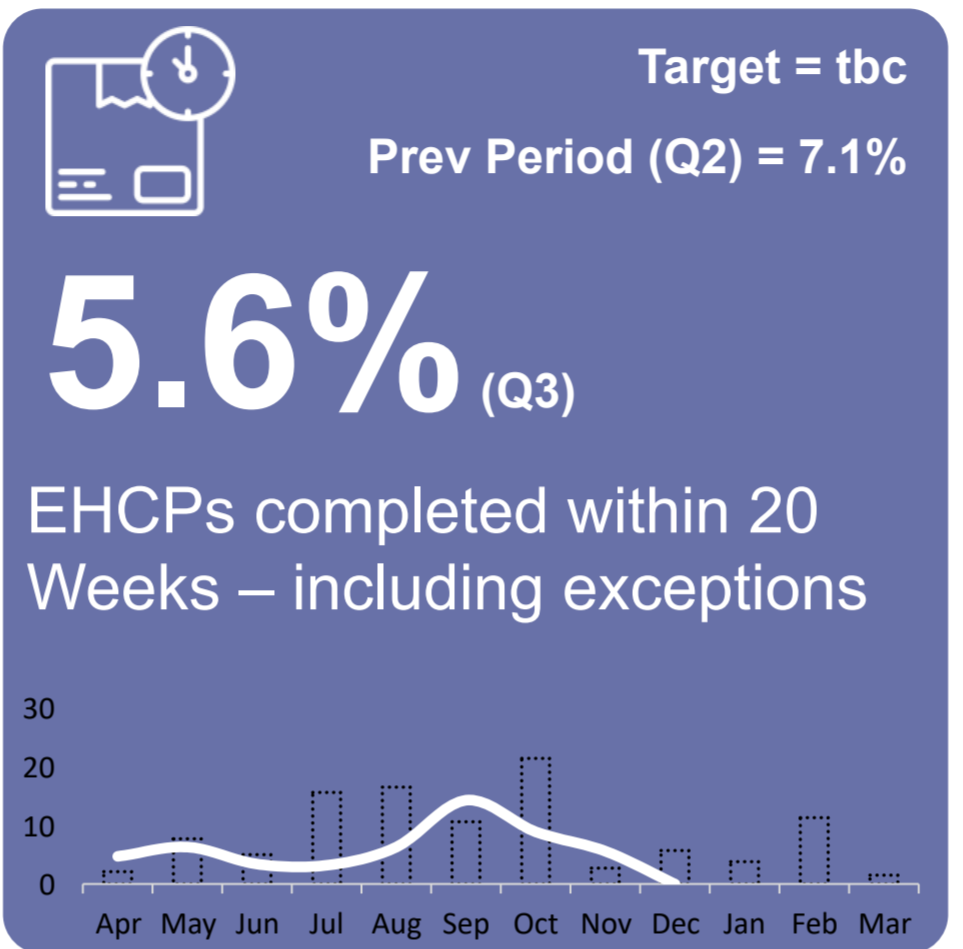 Target = tbc
Prev Period (Q2) = 7.1%
5.6% (Q3)
EHCPs completed within 20
Weeks – including exceptions
30
20
10
0
Apr May Jun Jul Aug Sep Oct Nov Dec Jan Feb Mar